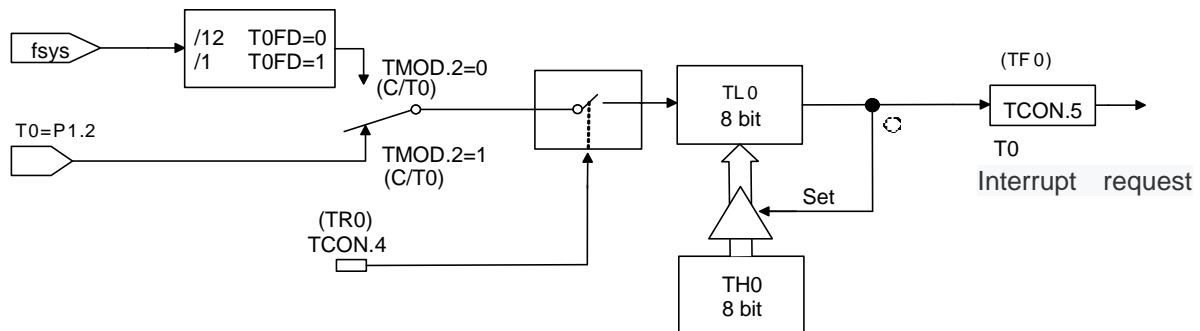 fsys
/12 T0FD=0
/1 T0FD=1
TMOD.2=0
(C/T0)
T0=P1.2
TMOD.2=1
(C/T0)
(TR0)
TCON.4
TL0
8 bit
Set
TH0
8 bit
(TF0)
TCON.5
T0
Interrupt request